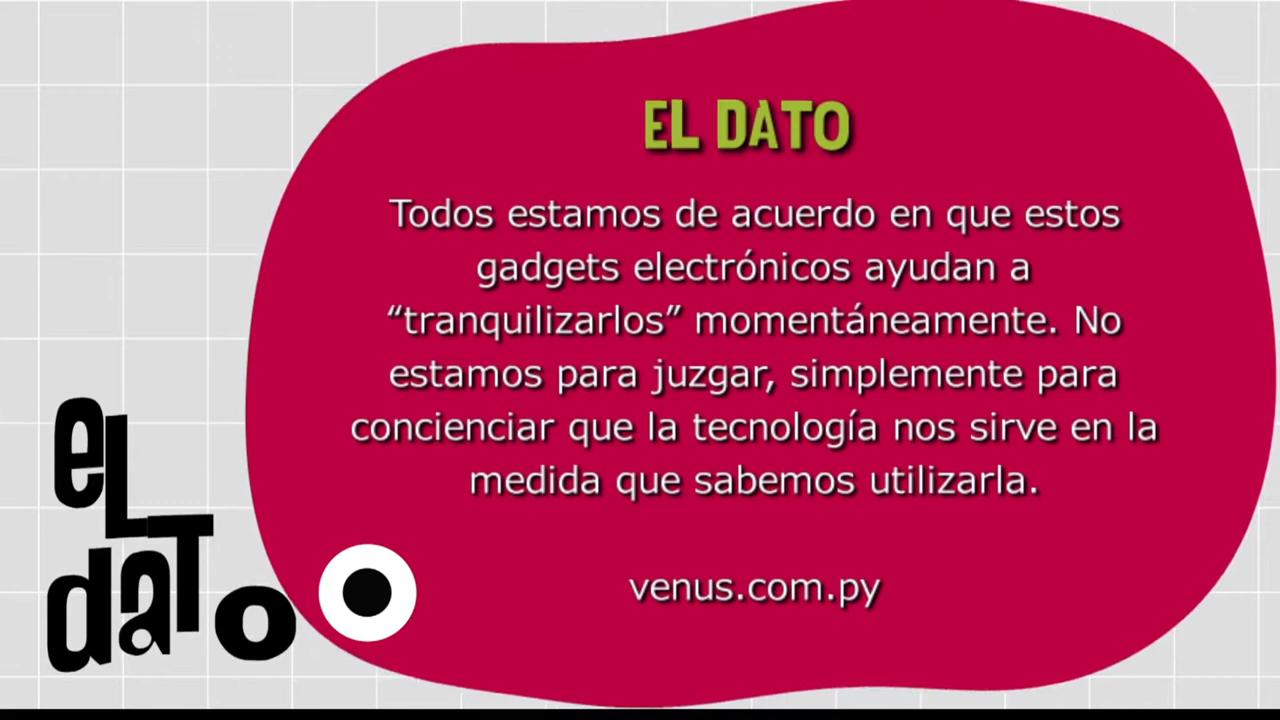 EL DATO
Todos estamos de acuerdo en que estos
gadgets electrónicos ayudan a
“tranquilizarlos” momentáneamente. No
estamos para juzgar, simplemente para
concienciar que la tecnología nos sirve en la
medida que sabemos utilizarla.
venus.com.py
eL
daTo